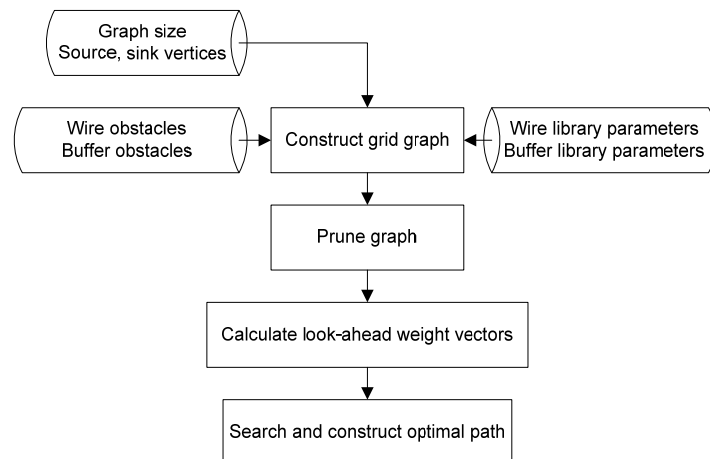 Graph size
Source, sink vertices
Wire obstacles
Buffer obstacles
Construct grid graph
Wire library parameters
Buffer library parameters
Prune graph
Calculate look-ahead weight vectors
Search and construct optimal path